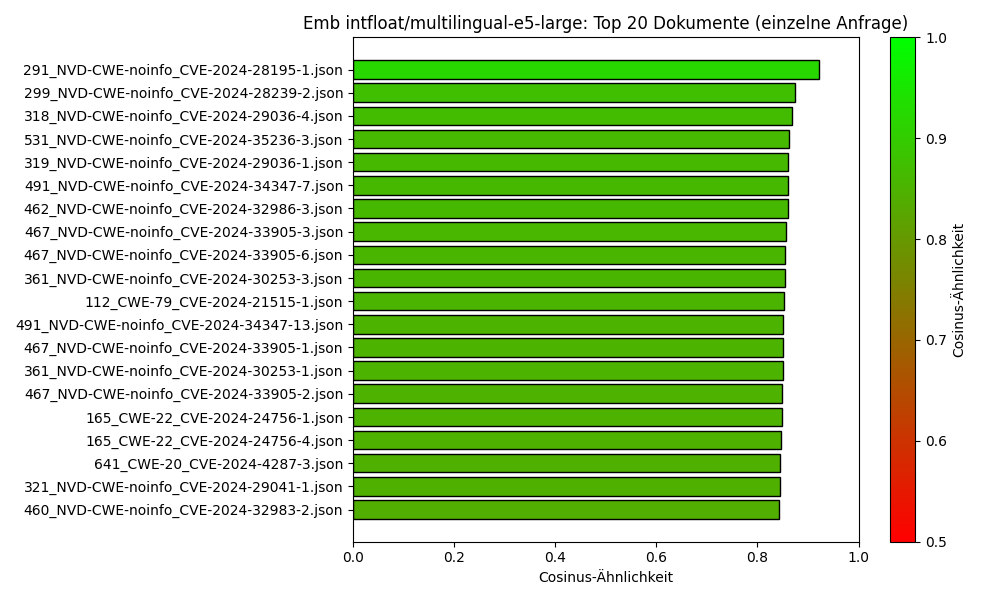 Emb intfloat/multilingual-e5-large: Top 20 Dokumente (einzelne Anfrage)
291_NVD-CWE-noinfo_CVE-2024-28195-1.json
299_NVD-CWE-noinfo_CVE-2024-28239-2.json
318_NVD-CWE-noinfo_CVE-2024-29036-4.json
531_NVD-CWE-noinfo_CVE-2024-35236-3.json
319_NVD-CWE-noinfo_CVE-2024-29036-1.json
491_NVD-CWE-noinfo_CVE-2024-34347-7.json
462_NVD-CWE-noinfo_CVE-2024-32986-3.json
467_NVD-CWE-noinfo_CVE-2024-33905-3.json
467_NVD-CWE-noinfo_CVE-2024-33905-6.json
361_NVD-CWE-noinfo_CVE-2024-30253-3.json
112_CWE-79_CVE-2024-21515-1.json
491_NVD-CWE-noinfo_CVE-2024-34347-13.json
467_NVD-CWE-noinfo_CVE-2024-33905-1.json
361_NVD-CWE-noinfo_CVE-2024-30253-1.json
467_NVD-CWE-noinfo_CVE-2024-33905-2.json
165_CWE-22_CVE-2024-24756-1.json
165_CWE-22_CVE-2024-24756-4.json
641_CWE-20_CVE-2024-4287-3.json
321_NVD-CWE-noinfo_CVE-2024-29041-1.json
460_NVD-CWE-noinfo_CVE-2024-32983-2.json
0.0 0.2 0.4 0.6 0.8 1.0
Cosinus-Ähnlichkeit
1.0
0.9
0.8
0.7
0.6
0.5
Cosinus-Ähnlichkeit